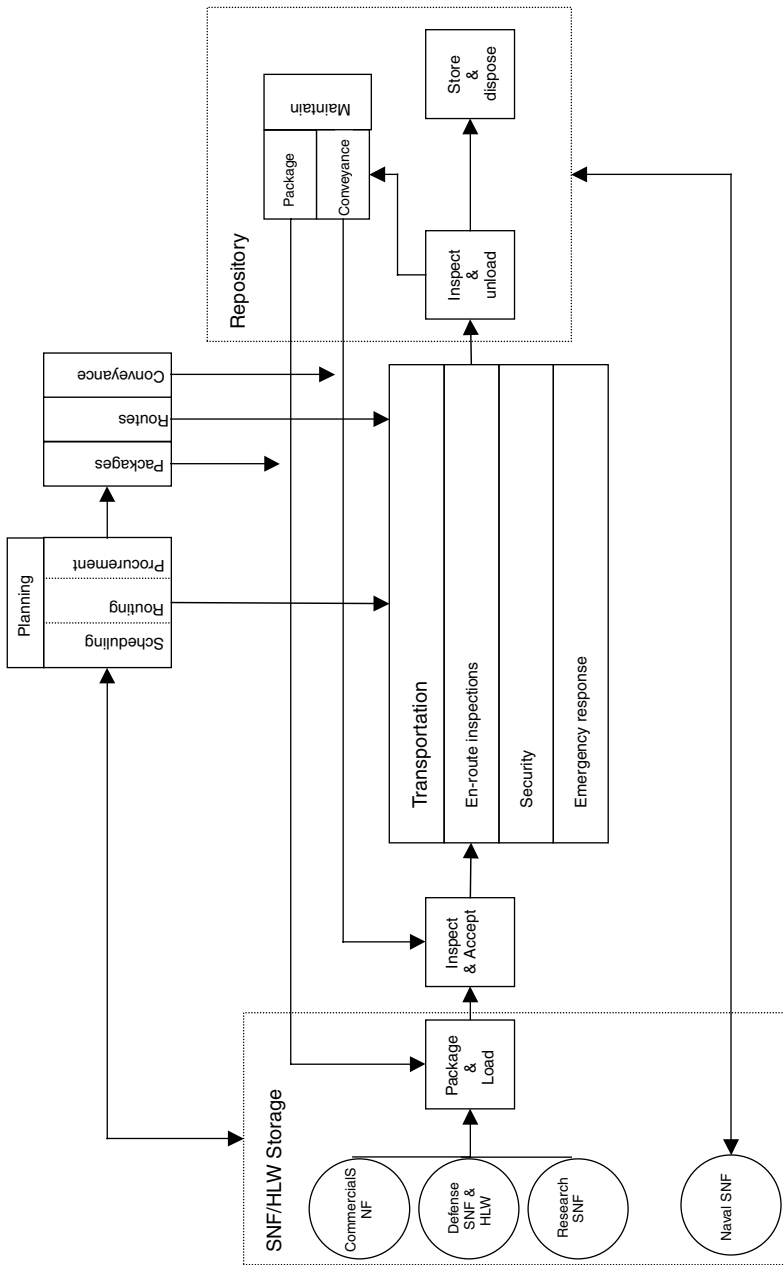 Planning
Scheduling
Routing
Procurement
Packages
Routes
Conveyance
SNF/HLW Storage
CommercialS
NF
Defense
SNF &
HLW
Research
SNF
Naval SNF
Package
&
Load
Inspect
& Accept
Transportation
En-route inspections
Security
Emergency response
Repository
Package
Conveyance
Maintain
Inspect
&
unload
Store
&
dispose